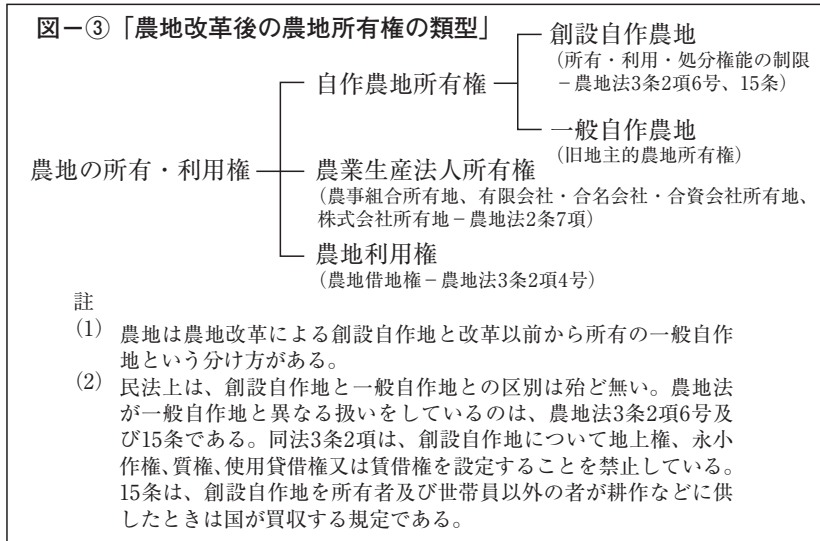 図ー③「農地改革後の農地所有権の類型」
創設自作農地
(所有・利用・処分権能の制限
－農地法3条2項6号、15条)
自作農地所有権
一般自作農地
(旧地主的農地所有権)
農地の所有・利用権
農業生産法人所有権
(農事組合所有地、有限会社・合名会社・合資会社所有地、
株式会社所有地－農地法2条7項)
農地利用権
(農地借地権－農地法3条2項4号)
註
(1) 農地は農地改革による創設自作地と改革以前から所有の一般自作
地という分け方がある。
(2) 民法上は、創設自作地と一般自作地との区別は殆ど無い。農地法
が一般自作地と異なる扱いをしているのは、農地法3条2項6号及
び15条である。同法3条2項は、創設自作地について地上権、永小
作権、質権、使用貸借権又は賃借権を設定することを禁止している。
15条は、創設自作地を所有者及び世帯員以外の者が耕作などに供
したときは国が買収する規定である。